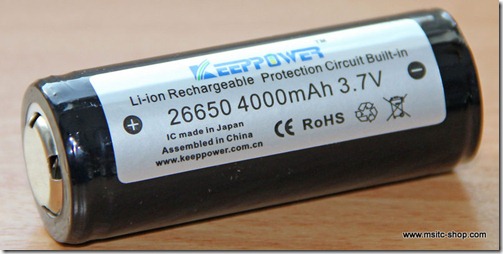 KEEPPOWER™
Li-ion Rechargeable Protection Circuit Built-in
26650 4000mAh 3.7V
IC made in Japan
Assembled in China
www.keeppower.com.cn
CE RoHS
www.msitc-shop.com